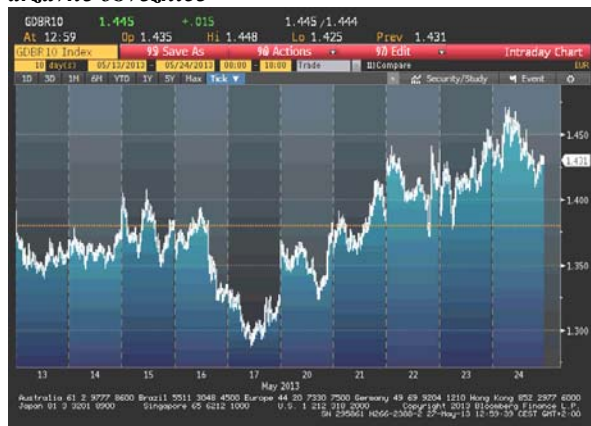 GDBR10 1.445 +.015 1.445 /1.444
At 12:59 Op 1.435 Hi 1.448 Lo 1.425 Prev 1.431
GDBR10 Index 99 Save As 98 Actions 97 Edit Intraday Chart
10 day(s) 05/13/2013 - 05/24/2013 00:00 - 18:00 Trade Compare EUR
1D 3D 1M 6M YTD 1Y 5Y Max Tick ▼ Security/Study Event
1.450
1.431
1.400
1.350
1.300
13 14 15 16 17 20 21 22 23 24
May 2013
Australia 61 2 9777 8600 Brazil 5511 3048 4500 Europe 44 20 7330 7500 Germany 49 69 9204 1210 Hong Kong 852 2977 6000
Japan 81 3 3201 8900 Singapore 65 6212 1000 U.S. 1 212 318 2000 Copyright 2013 Bloomberg Finance L.P.
SN 295861 H266-2308-2 27-May-13 12:59:39 CEST GMT+2:00